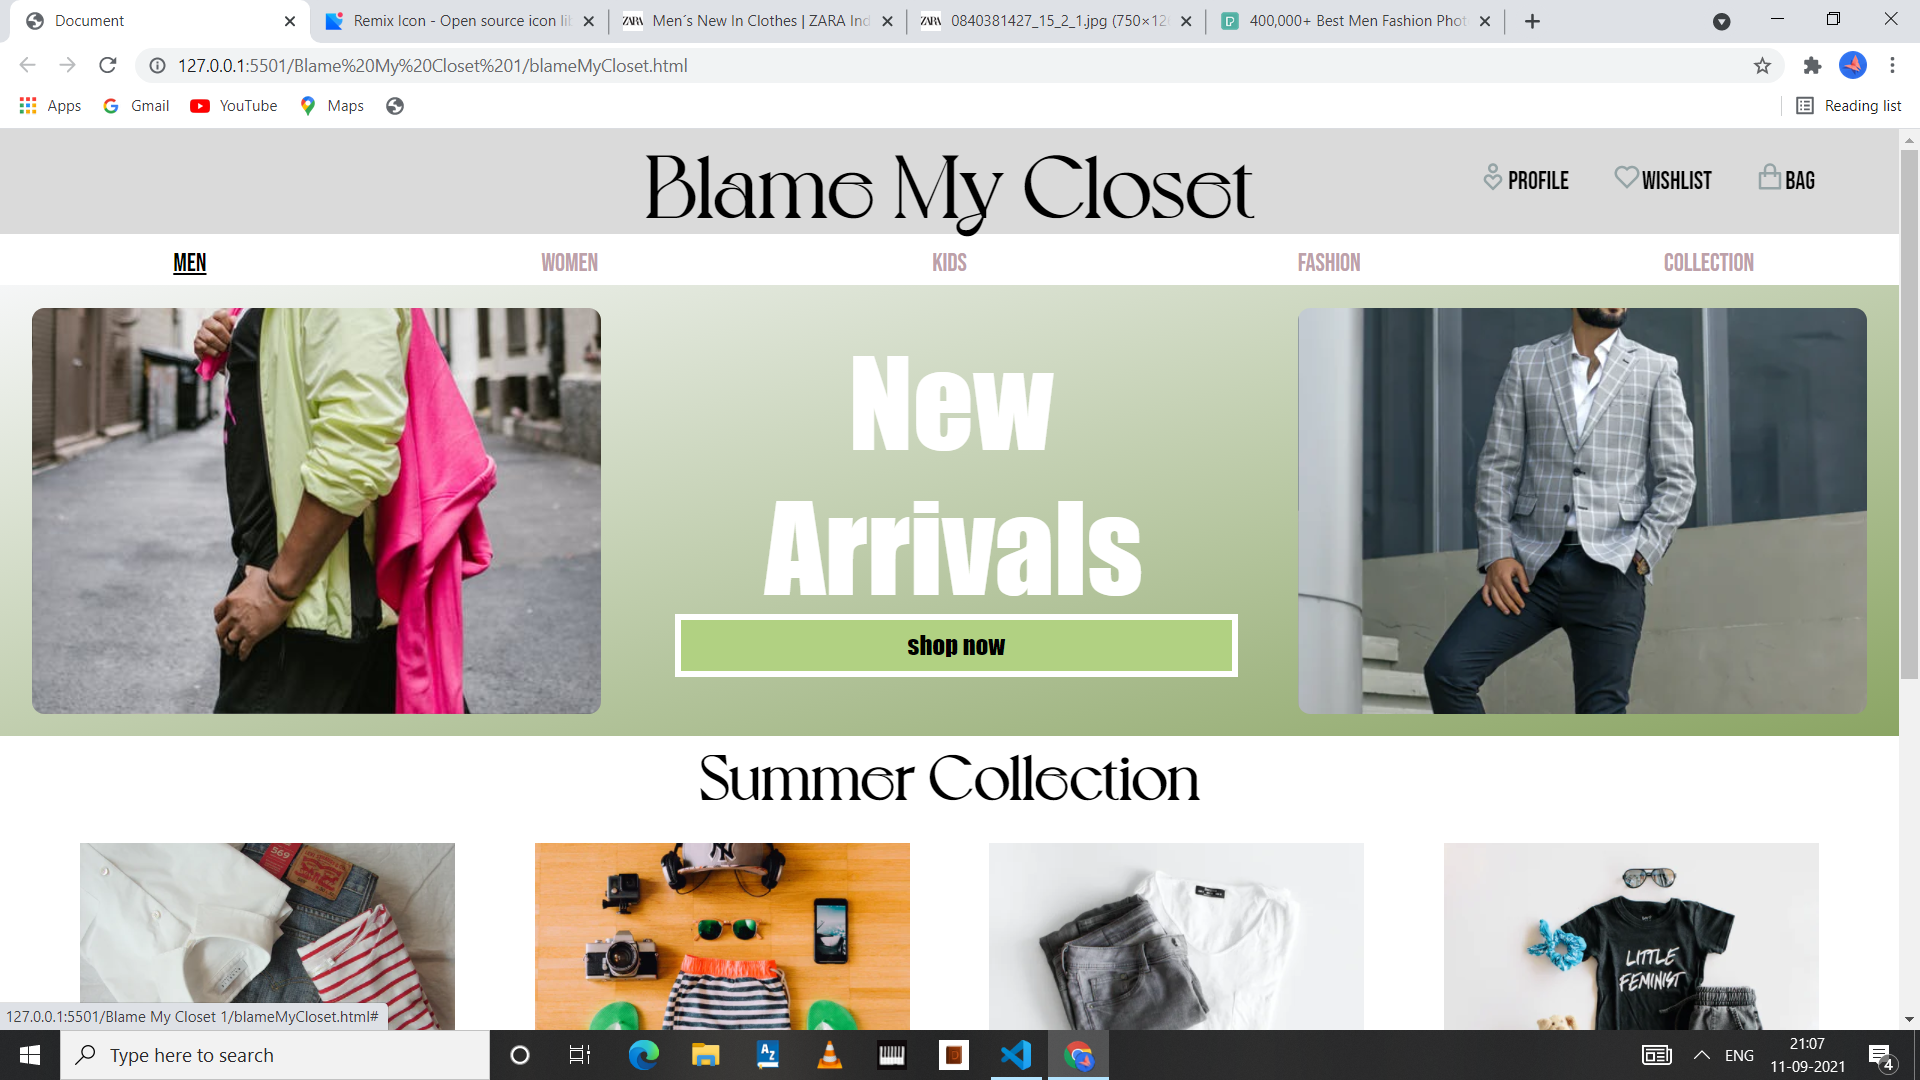 Document
Remix Icon - Open source icon lib
ZARA Men´s New In Clothes | ZARA Ind
ZARA 0840381427_15_2_1.jpg (750×126
400,000+ Best Men Fashion Phot
127.0.0.1:5501/Blame%20My%20Closet%201/blameMyCloset.html
Apps
Gmail
YouTube
Maps
Reading list
Blame My Closet
PROFILE
WISHLIST
BAG
MEN
WOMEN
KIDS
FASHION
COLLECTION
New
Arrivals
shop now
Summer Collection
569
NY
LITTLE
FEMINIST
127.0.0.1:5501/Blame My Closet 1/blameMyCloset.html#
Type here to search
A-Z
ENG
21:07
11-09-2021
4